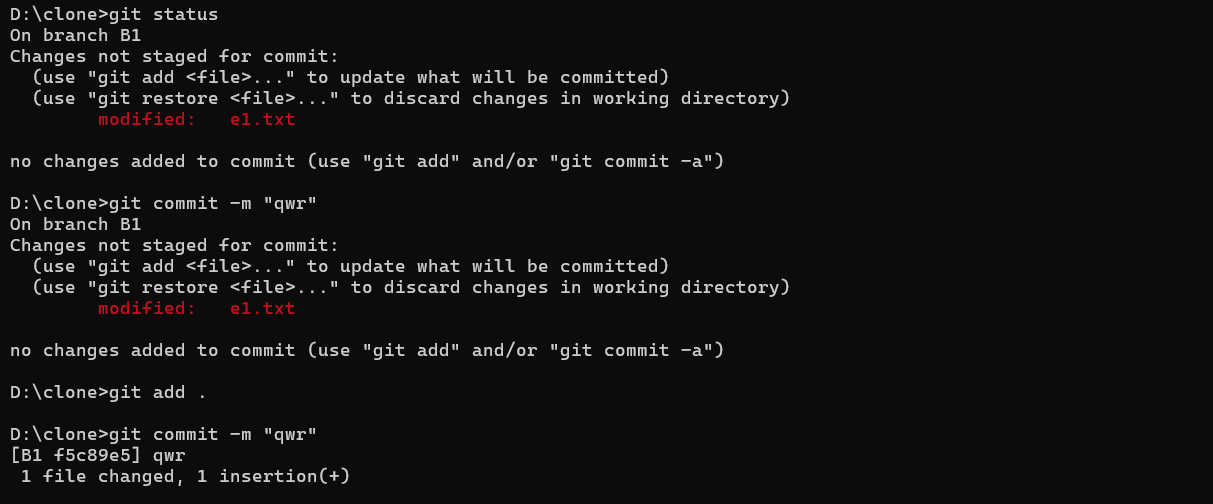 D:\clone>git status
On branch B1
Changes not staged for commit:
  (use "git add <file>..." to update what will be committed)
  (use "git restore <file>..." to discard changes in working directory)
        modified:   e1.txt

no changes added to commit (use "git add" and/or "git commit -a")

D:\clone>git commit -m "qwr"
On branch B1
Changes not staged for commit:
  (use "git add <file>..." to update what will be committed)
  (use "git restore <file>..." to discard changes in working directory)
        modified:   e1.txt

no changes added to commit (use "git add" and/or "git commit -a")

D:\clone>git add .

D:\clone>git commit -m "qwr"
[B1 f5c89e5] qwr
 1 file changed, 1 insertion(+)